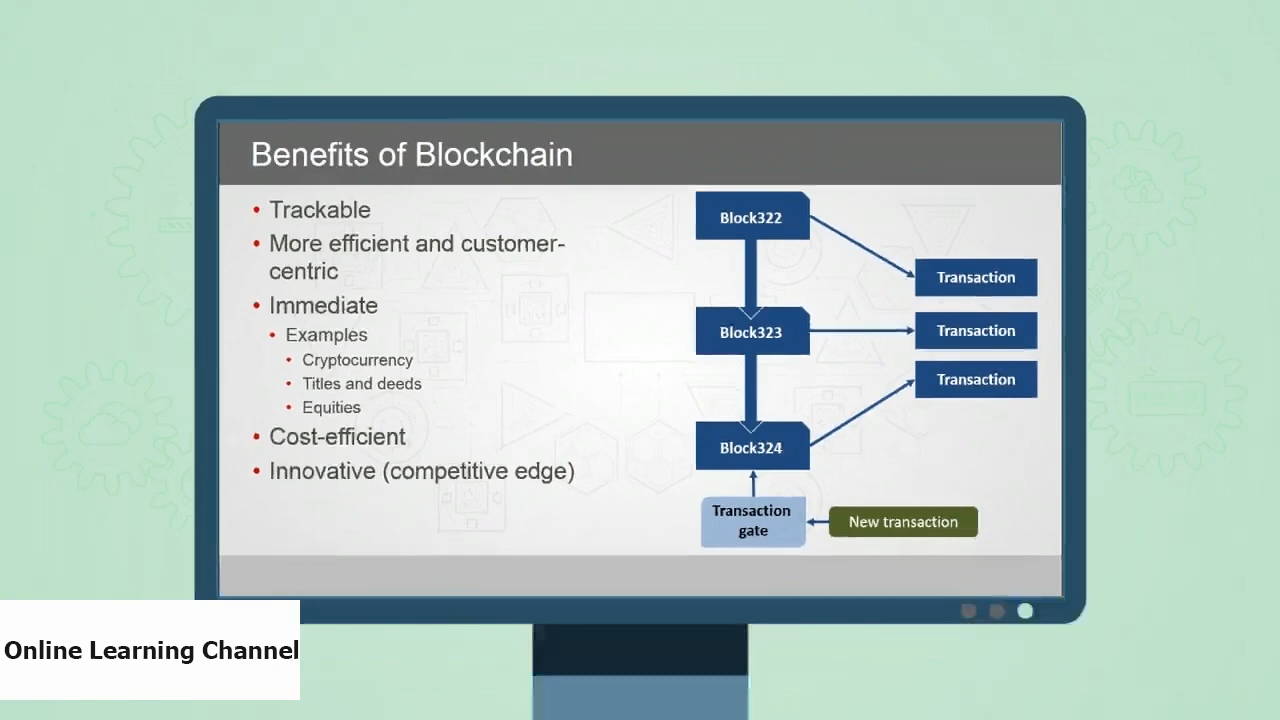 Benefits of Blockchain
• Trackable
• More efficient and customer-
centric
• Immediate
• Examples
• Cryptocurrency
• Titles and deeds
• Equities
• Cost-efficient
• Innovative (competitive edge)
Block322
Transaction
Block323
Transaction
Transaction
Block324
Transaction
gate
New transaction
Online Learning Channel